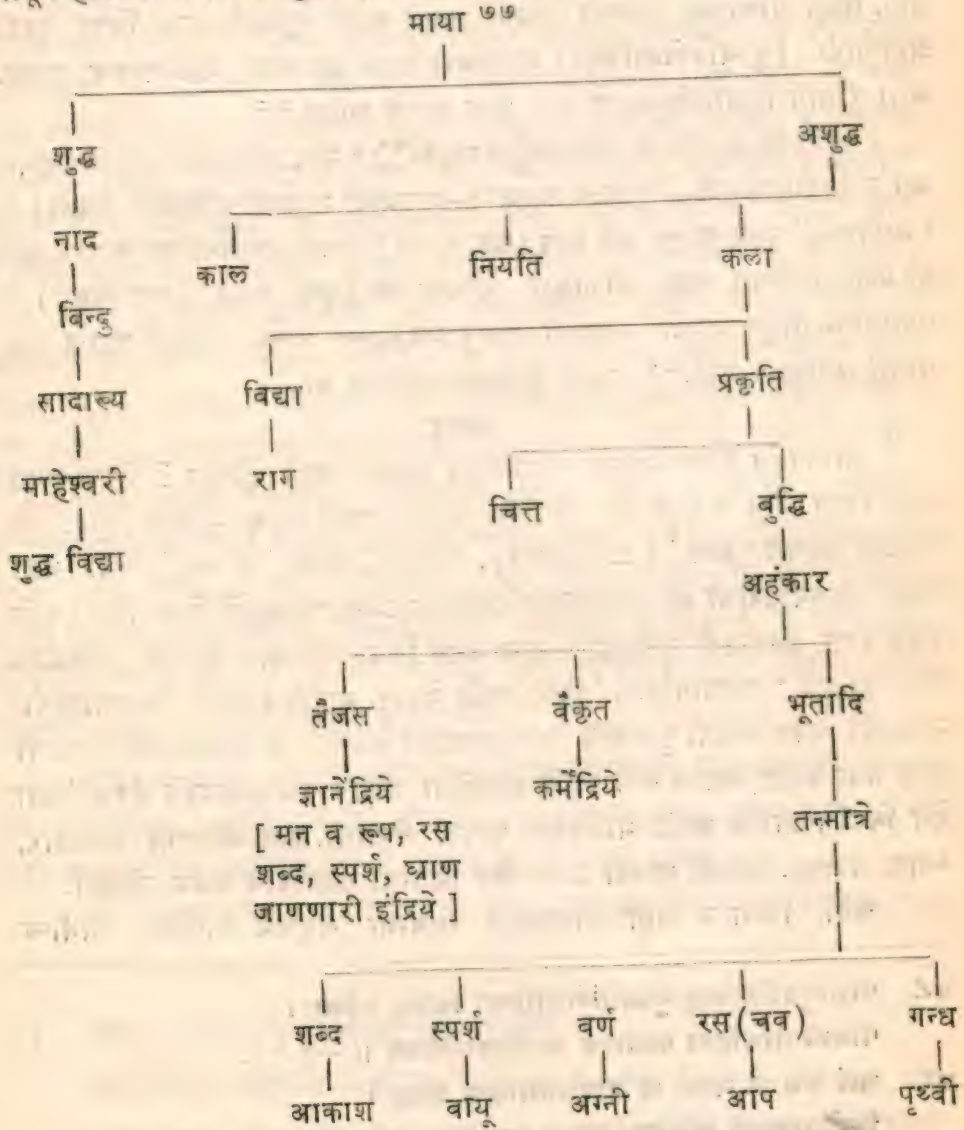 माया ७७
शुद्ध अशुद्ध
नाद
काल नियति कला
बिन्दु
सादाख्य विद्या प्रकृति
माहेश्वरी राग
चित्त बुद्धि
शुद्ध विद्या
अहंकार
तैजस वैकृत भूतादि
ज्ञानेंद्रिये कर्मेंद्रिये तन्मात्रे
[ मन व रूप, रस
शब्द, स्पर्श, घ्राण
जाणणारी इंद्रिये ]
शब्द स्पर्श वर्ण रस (चव) गन्ध
आकाश वायू अग्नी आप पृथ्वी